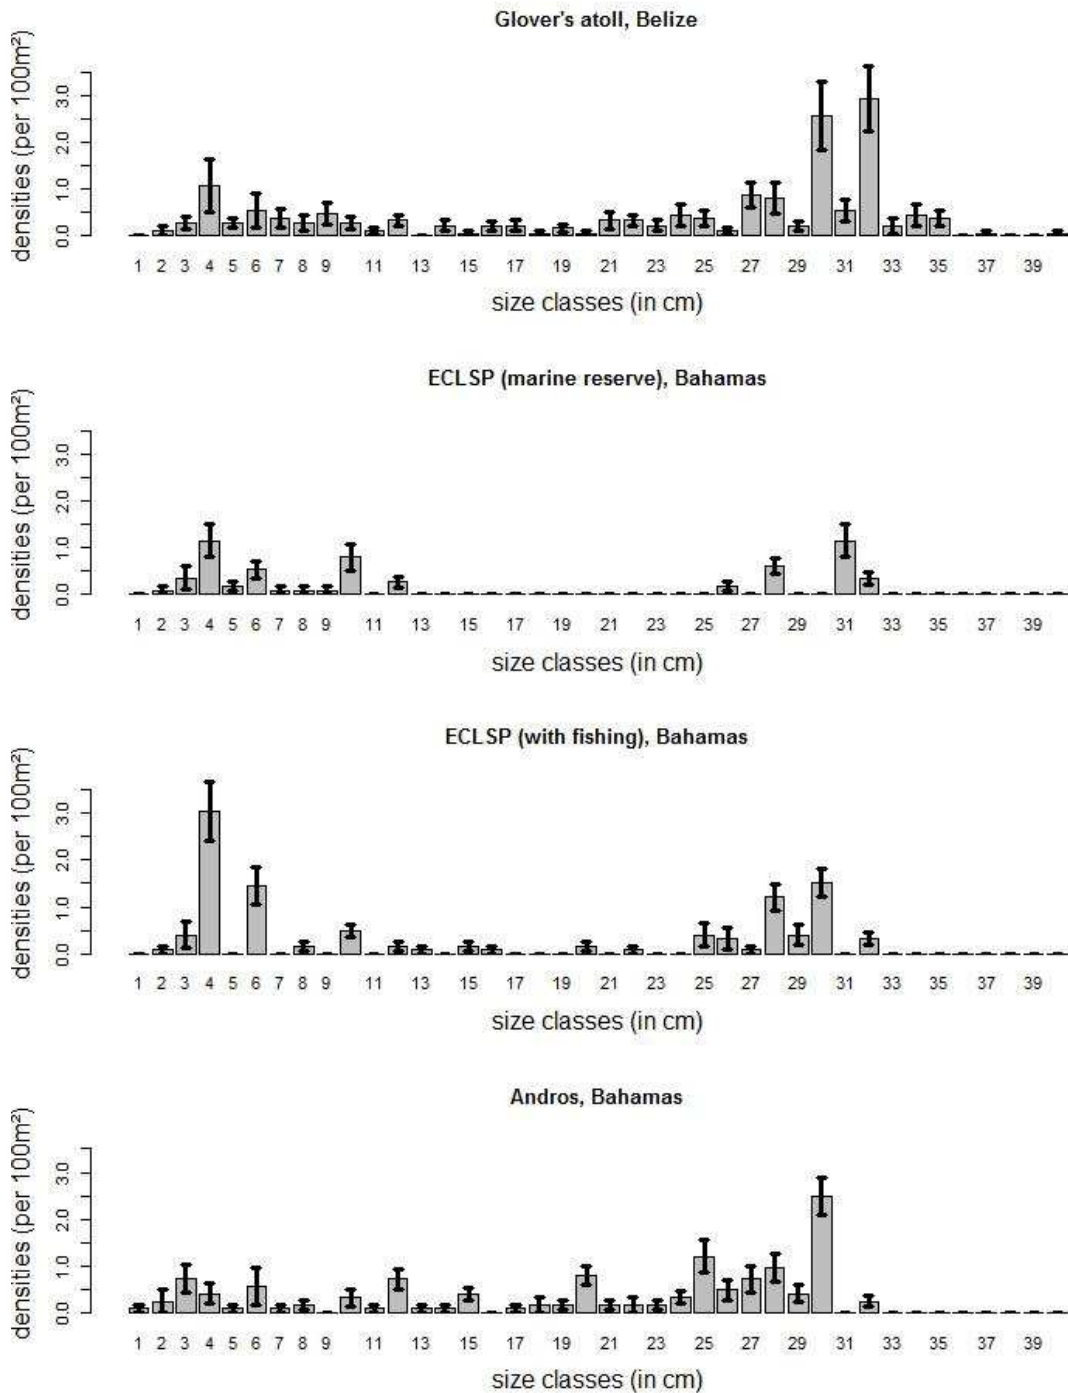 Glover's atoll, Belize
densities (per 100m²)
3.0
2.0
1.0
0.0
1 2 3 4 5 6 7 8 9 11 13 15 17 19 21 23 25 27 29 31 33 35 37 39
size classes (in cm)
ECLSP (marine reserve), Bahamas
densities (per 100m²)
3.0
2.0
1.0
0.0
1 2 3 4 5 6 7 8 9 11 13 15 17 19 21 23 25 27 29 31 33 35 37 39
size classes (in cm)
ECLSP (with fishing), Bahamas
densities (per 100m²)
3.0
2.0
1.0
0.0
1 2 3 4 5 6 7 8 9 11 13 15 17 19 21 23 25 27 29 31 33 35 37 39
size classes (in cm)
Andros, Bahamas
densities (per 100m²)
3.0
2.0
1.0
0.0
1 2 3 4 5 6 7 8 9 11 13 15 17 19 21 23 25 27 29 31 33 35 37 39
size classes (in cm)